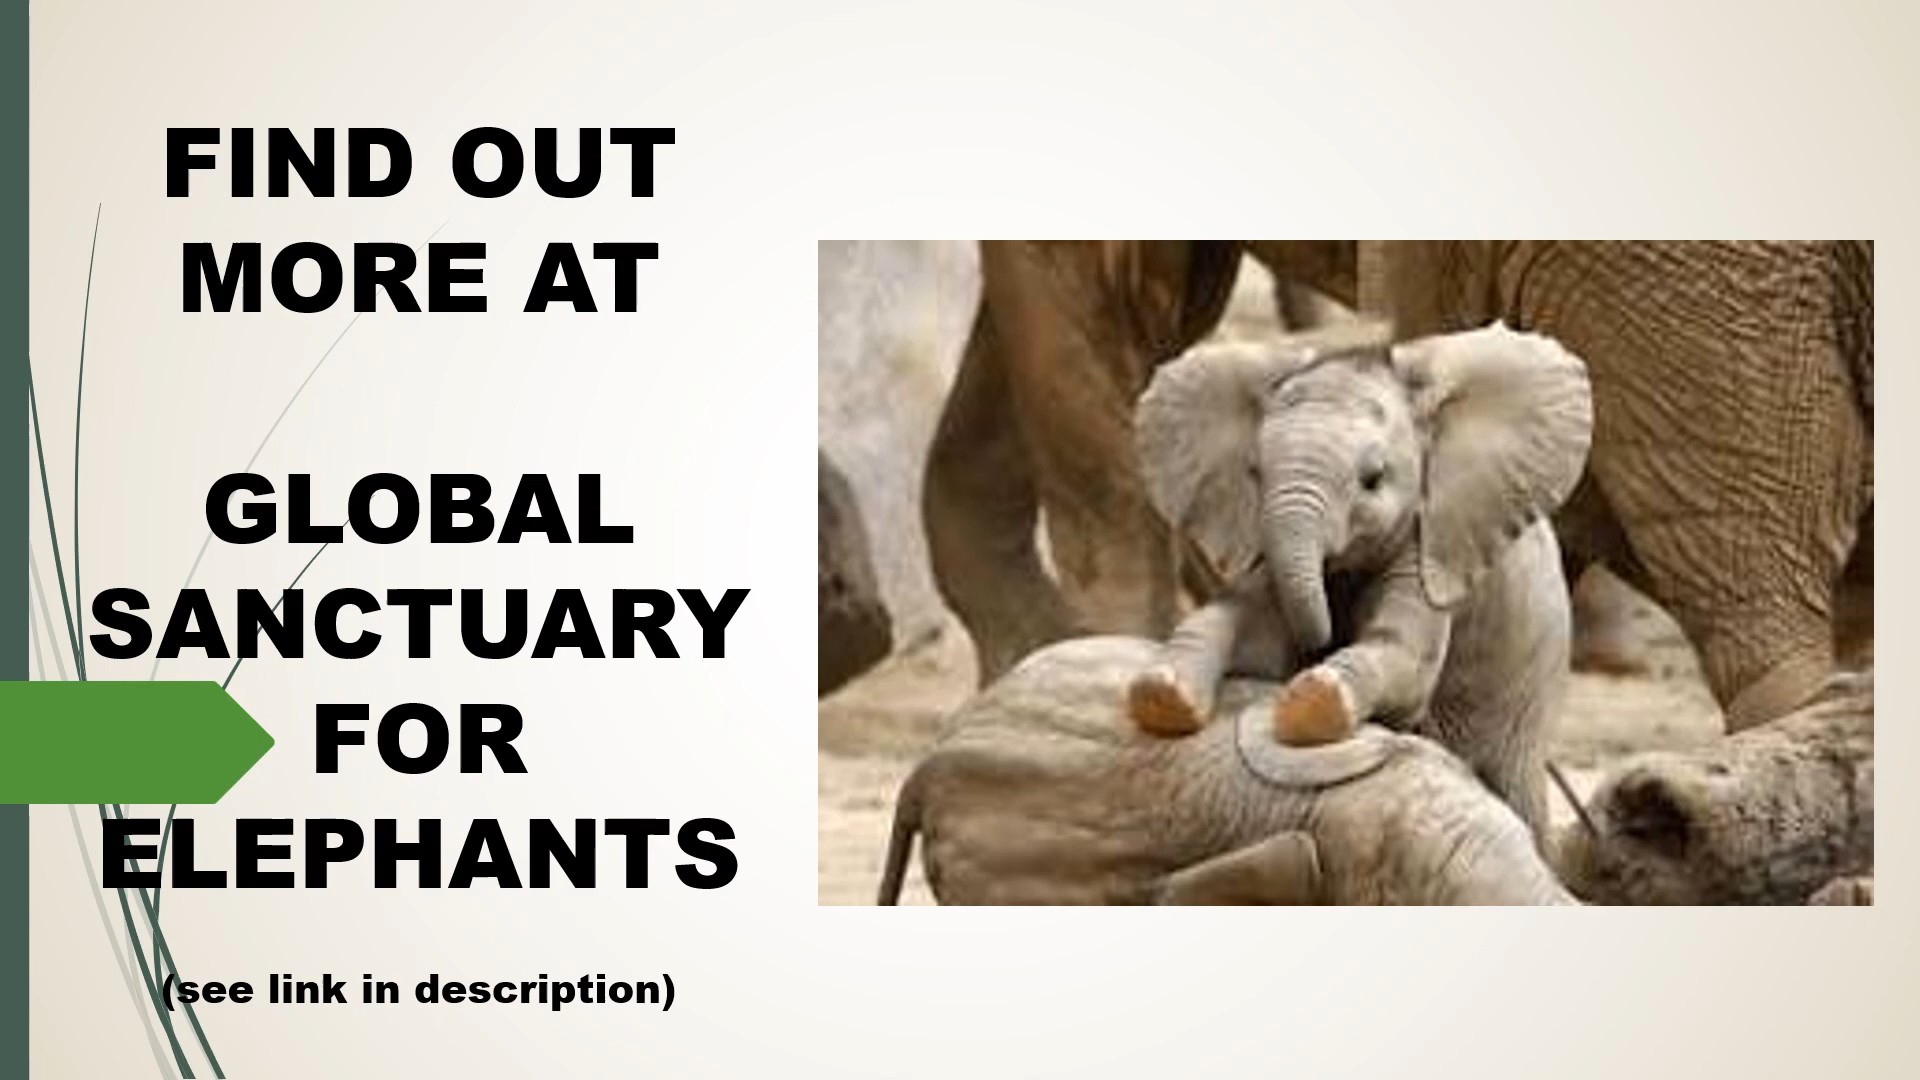 FIND OUT
MORE AT
GLOBAL
SANCTUARY
FOR
ELEPHANTS
(see link in description)